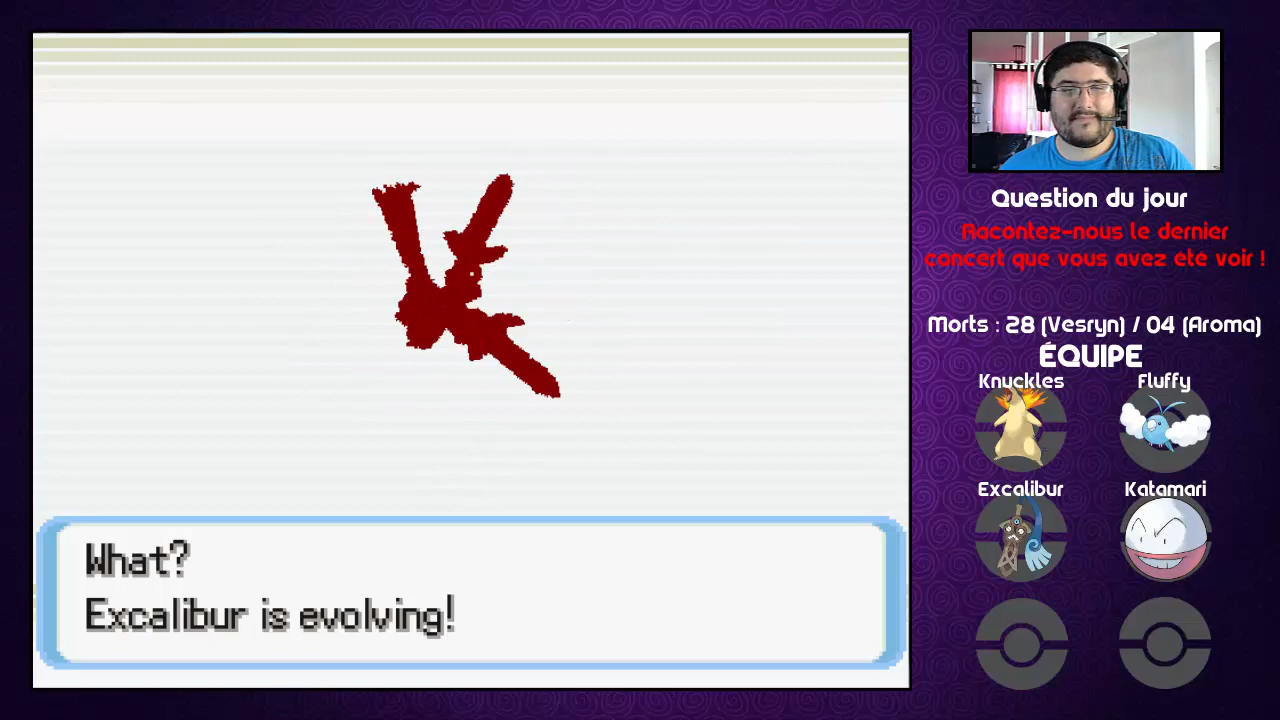 What?
Excalibur is evolving!
Question du jour
Racontez-nous le dernier
concert que vous avez été voir !
Morts : 28 (Vesryn) / 04 (Aroma)
ÉQUIPE
Knuckles
Fluffy
Excalibur
Katamari